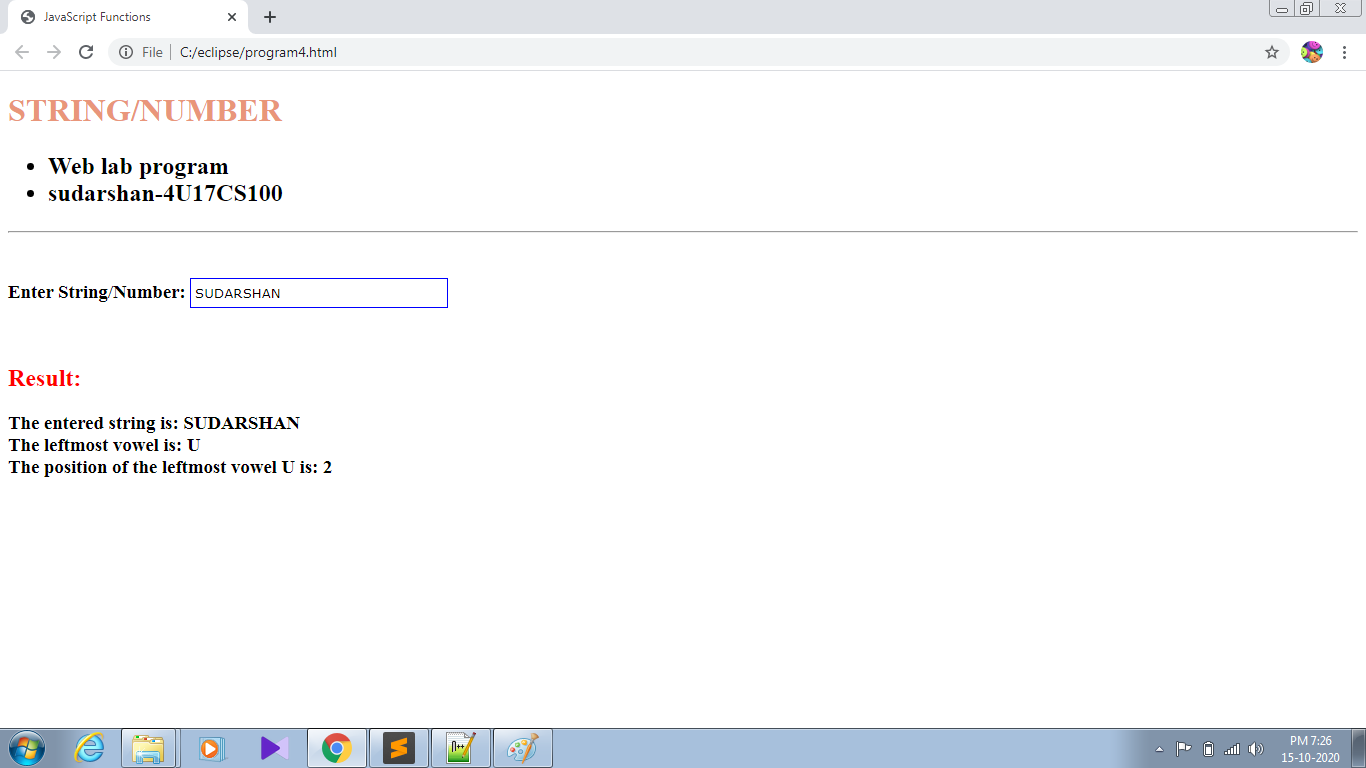 JavaScript Functions
File C:/eclipse/program4.html
STRING/NUMBER
Web lab program
sudarshan-4U17CS100
Enter String/Number: SUDARSHAN
Result:
The entered string is: SUDARSHAN
The leftmost vowel is: U
The position of the leftmost vowel U is: 2
PM 7:26
15-10-2020